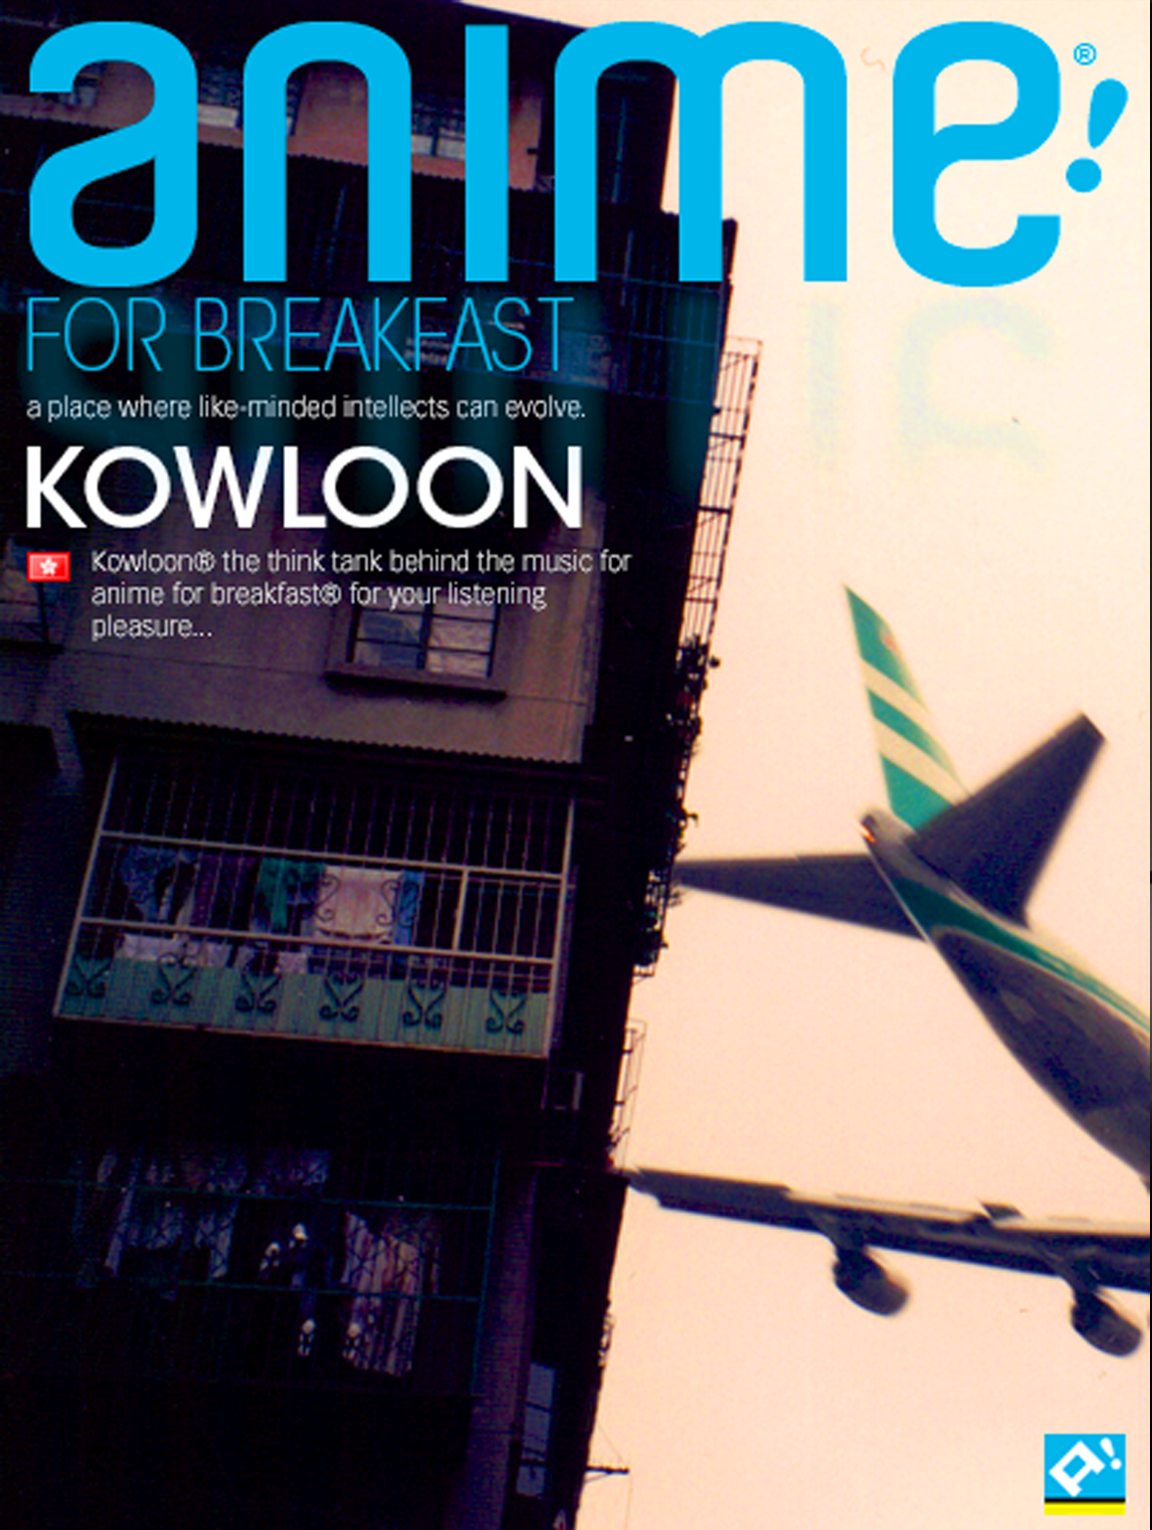 anime!®
FOR BREAKFAST
a place where like-minded intellects can evolve.
KOWLOON
Kowloon® the think tank behind the music for
anime for breakfast® for your listening
pleasure...
a!